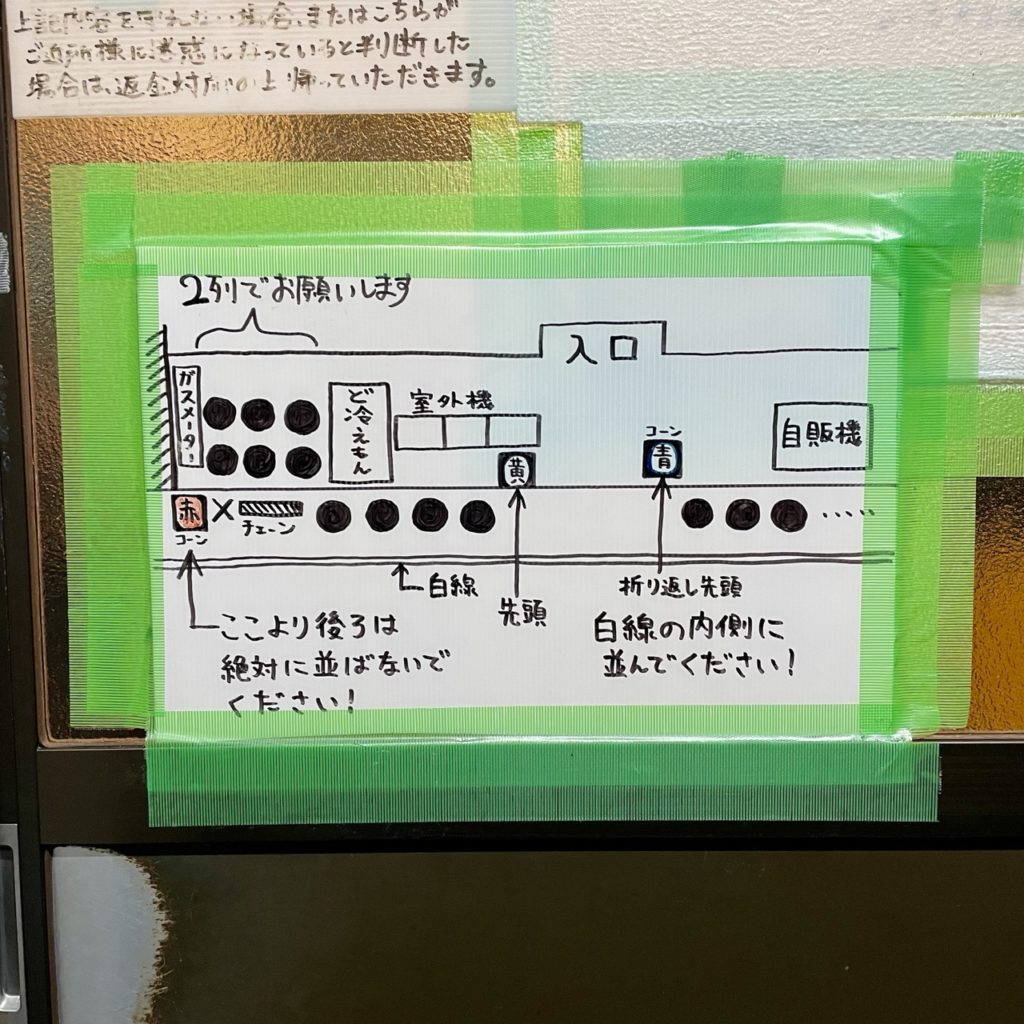 上記内容を守れない場合、またはこちらが
ご近所様に迷惑になっていると判断した
場合は、返金対応の上帰っていただきます。
2列でお願いします
入口
ガスメーター
ど冷えもん
室外機
黄
コーン
青
自販機
赤
コーン
×
チェーン
白線
先頭
折り返し先頭
ここより後ろは
絶対に並ばないで
ください!
白線の内側に
並んでください!